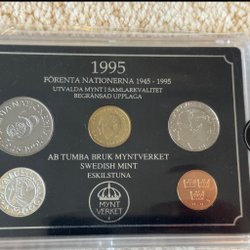 1995
FÖRENTA NATIONERNA 1945 - 1995
UTVALDA MYNT I SAMLARKVALITET
BEGRÄNSAD UPPLAGA
AB TUMBA BRUK MYNTVERKET
SWEDISH MINT
ESKILSTUNA
MYNT
VERKET